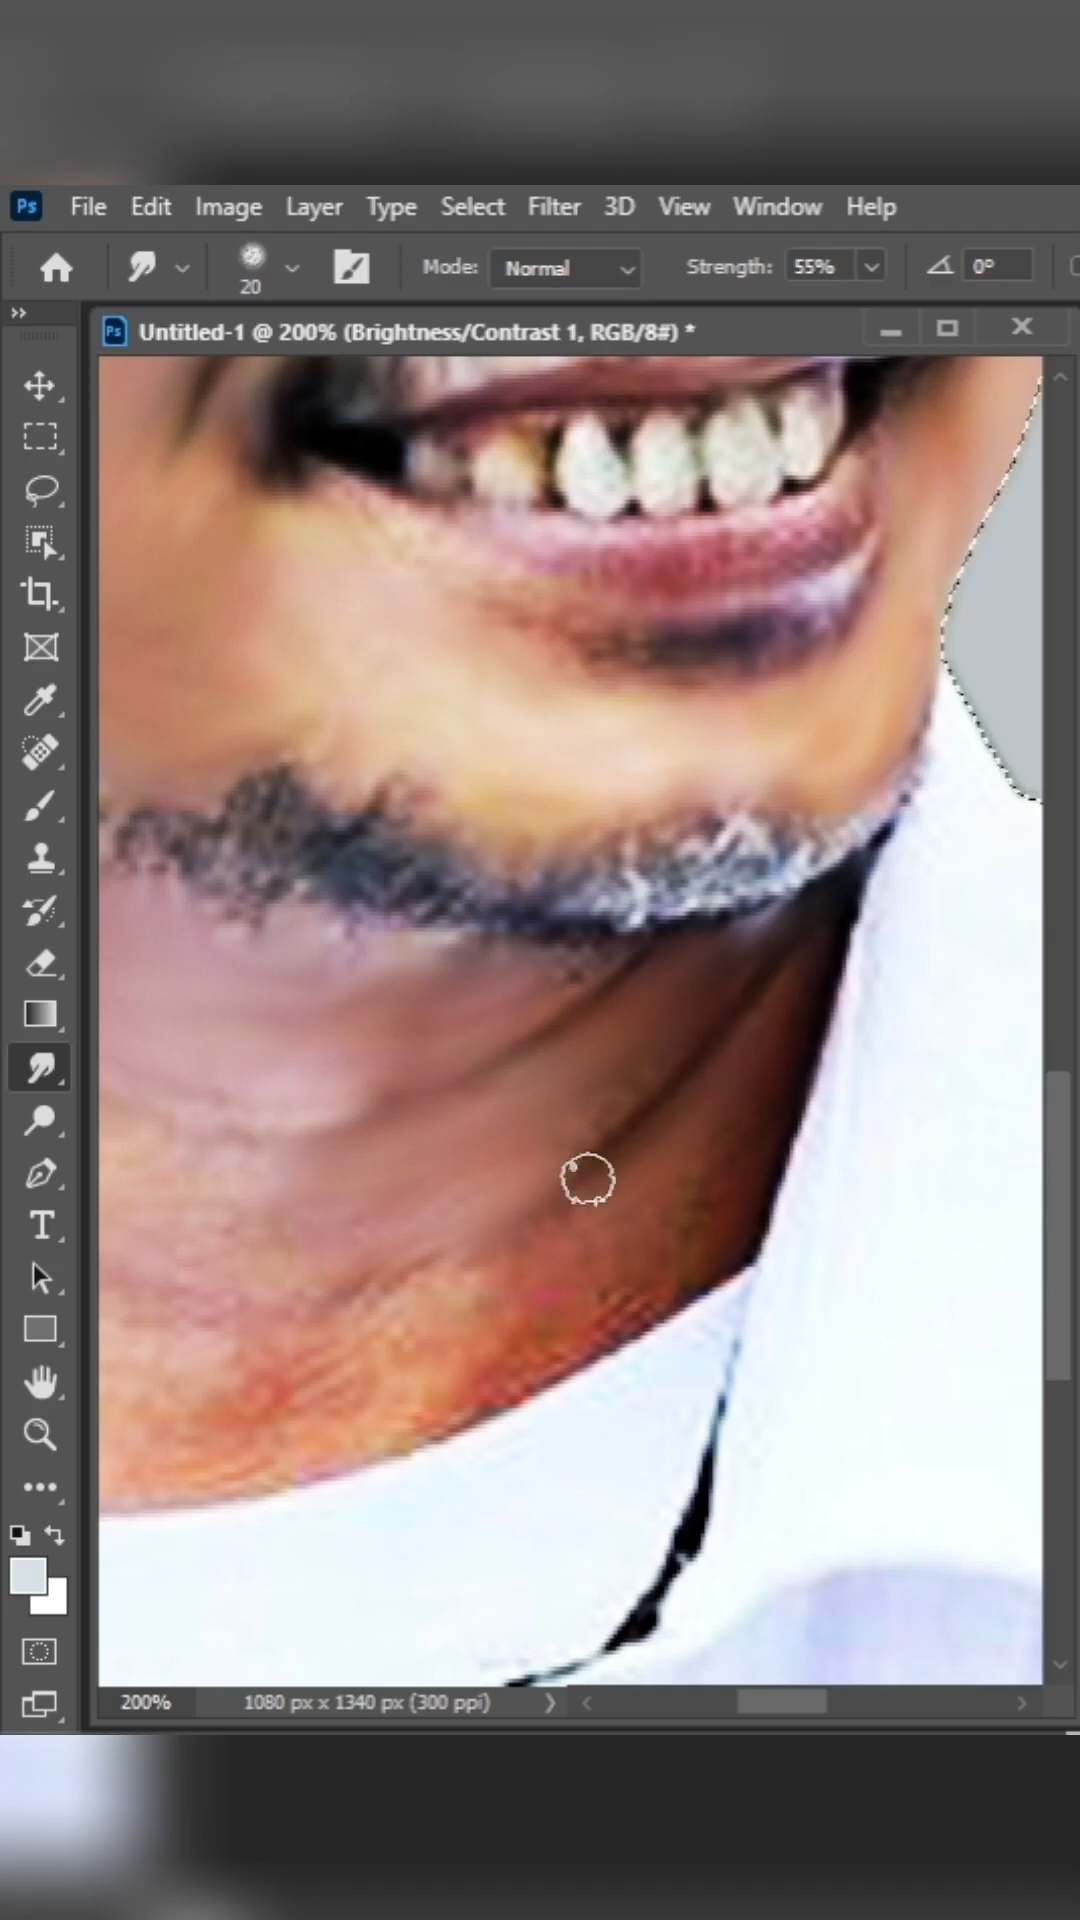 Ps File Edit Image Layer Type Select Filter 3D View Window Help
20 Mode: Normal Strength: 55% 0°
Ps Untitled-1 @ 200% (Brightness/Contrast 1, RGB/8#) *
T
200% 1080 px x 1340 px (300 ppi)